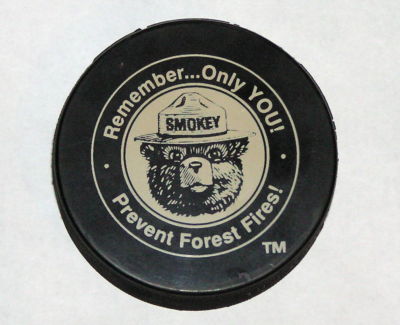 Remember...Only YOU!
SMOKEY
Prevent Forest Fires!
TM